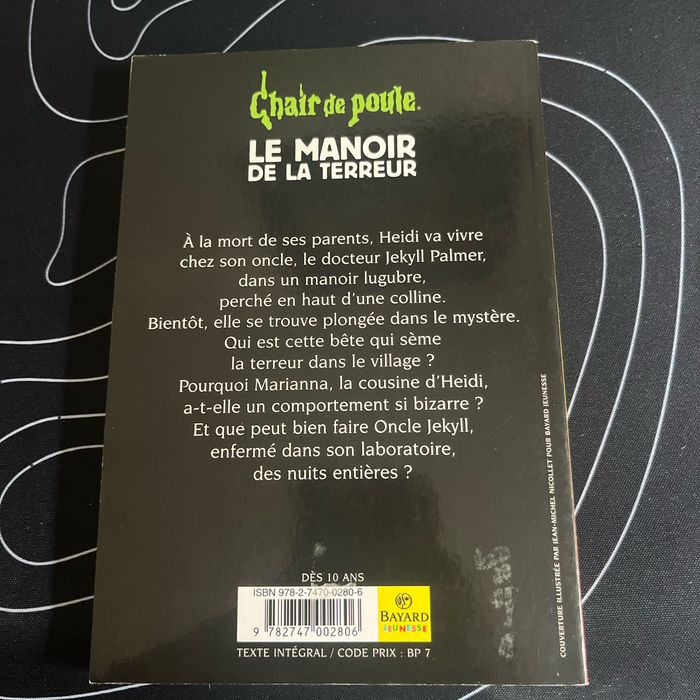 Chair de poule.
LE MANOIR
DE LA TERREUR
À la mort de ses parents, Heidi va vivre
chez son oncle, le docteur Jekyll Palmer,
dans un manoir lugubre,
perché en haut d'une colline.
Bientôt, elle se trouve plongée dans le mystère.
Qui est cette bête qui sème
la terreur dans le village ?
Pourquoi Marianna, la cousine d'Heidi,
a-t-elle un comportement si bizarre ?
Et que peut bien faire Oncle Jekyll,
enfermé dans son laboratoire,
des nuits entières ?
COUVERTURE ILLUSTRÉE PAR JEAN-MICHEL NICOLLET POUR BAYARD JEUNESSE
DÈS 10 ANS
ISBN 978-2-7470-0280-6
9 782747 002806
BAYARD
JEUNESSE
TEXTE INTÉGRAL / CODE PRIX : BP 7